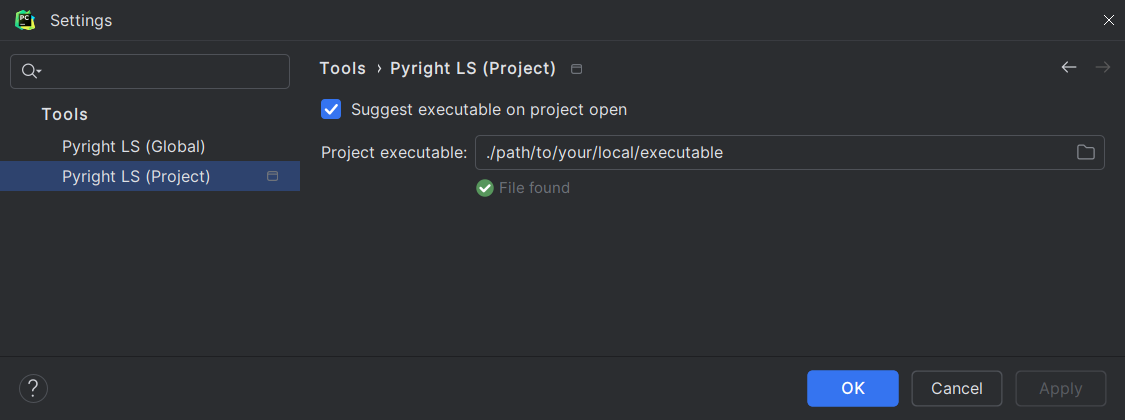 PC
Settings
Tools
Pyright LS (Global)
Pyright LS (Project)
Tools › Pyright LS (Project)
Suggest executable on project open
Project executable: ./path/to/your/local/executable
File found
?
OK Cancel Apply